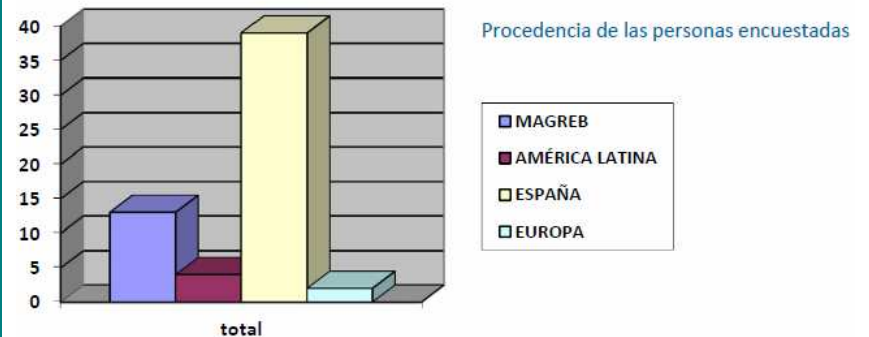 40
35
30
25
20
15
10
5
0
total
Procedencia de las personas encuestadas
MAGREB
AMÉRICA LATINA
ESPAÑA
EUROPA